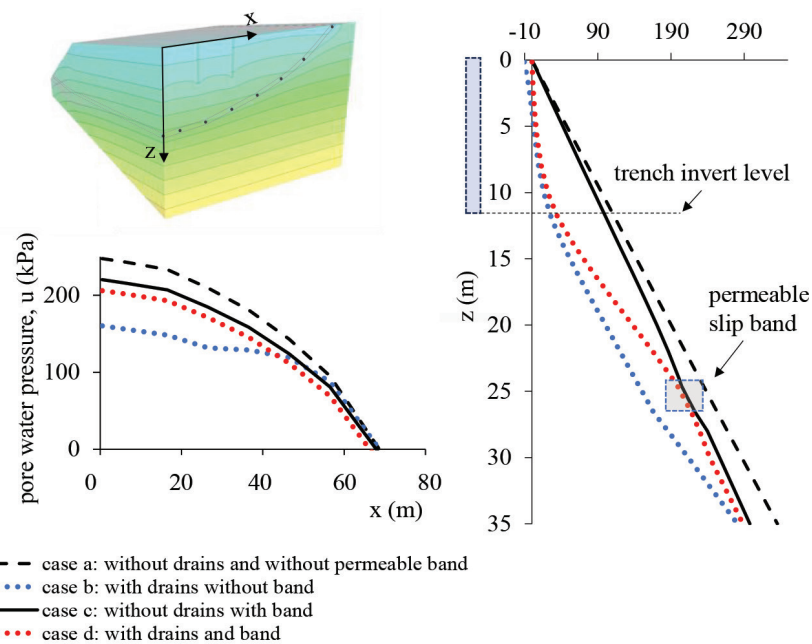 x
z
-10 90 190 290
0
5
10
15
20
25
30
35
z (m)
trench invert level
permeable
slip band
pore water pressure, u (kPa)
200
100
0
0 20 40 60 80
x (m)
case a: without drains and without permeable band
case b: with drains without band
case c: without drains with band
case d: with drains and band